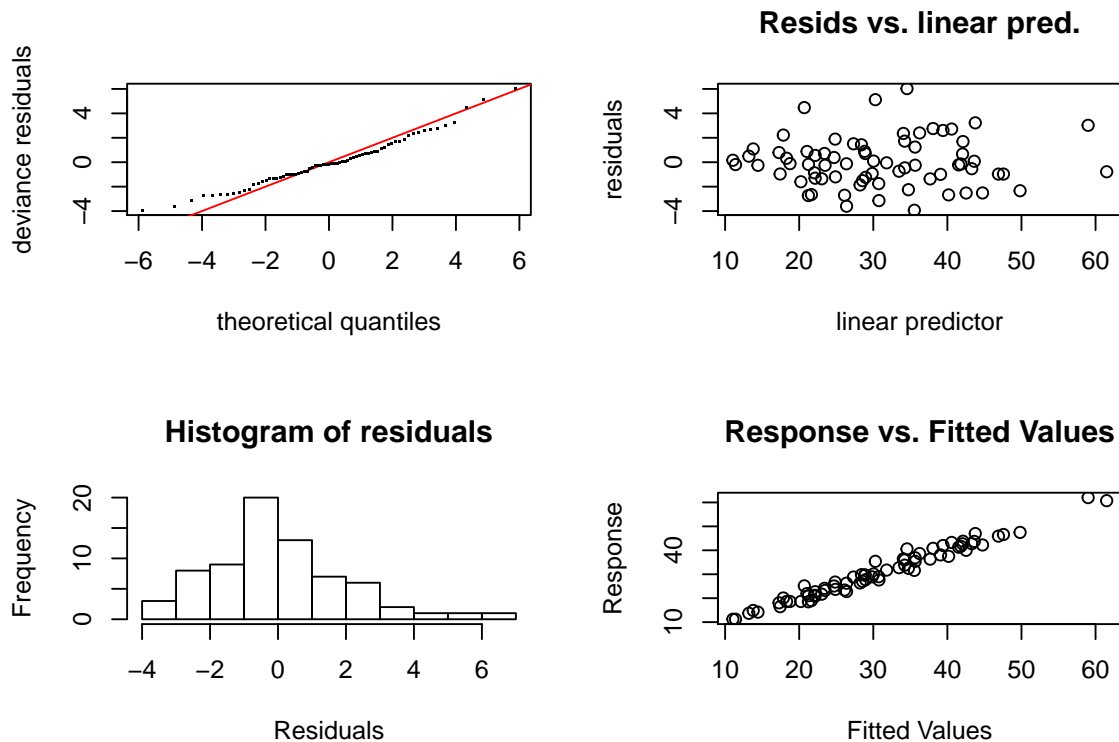 deviance residuals
4
0
−4
−6 −4 −2 0 2 4 6
theoretical quantiles
Resids vs. linear pred.
residuals
4
0
−4
10 20 30 40 50 60
linear predictor
Histogram of residuals
Frequency
20
10
0
−4 −2 0 2 4 6
Residuals
Response vs. Fitted Values
Response
40
10
10 20 30 40 50 60
Fitted Values